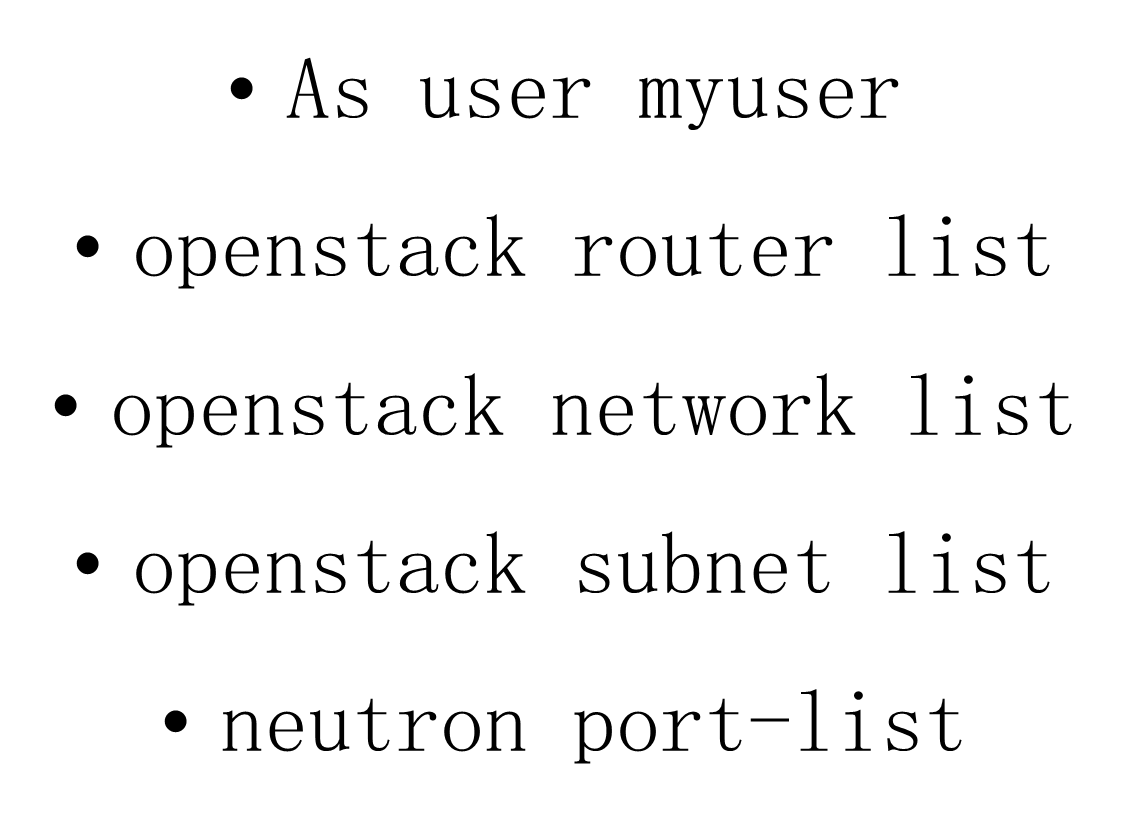 • As user myuser
• openstack router list
• openstack network list
• openstack subnet list
• neutron port-list